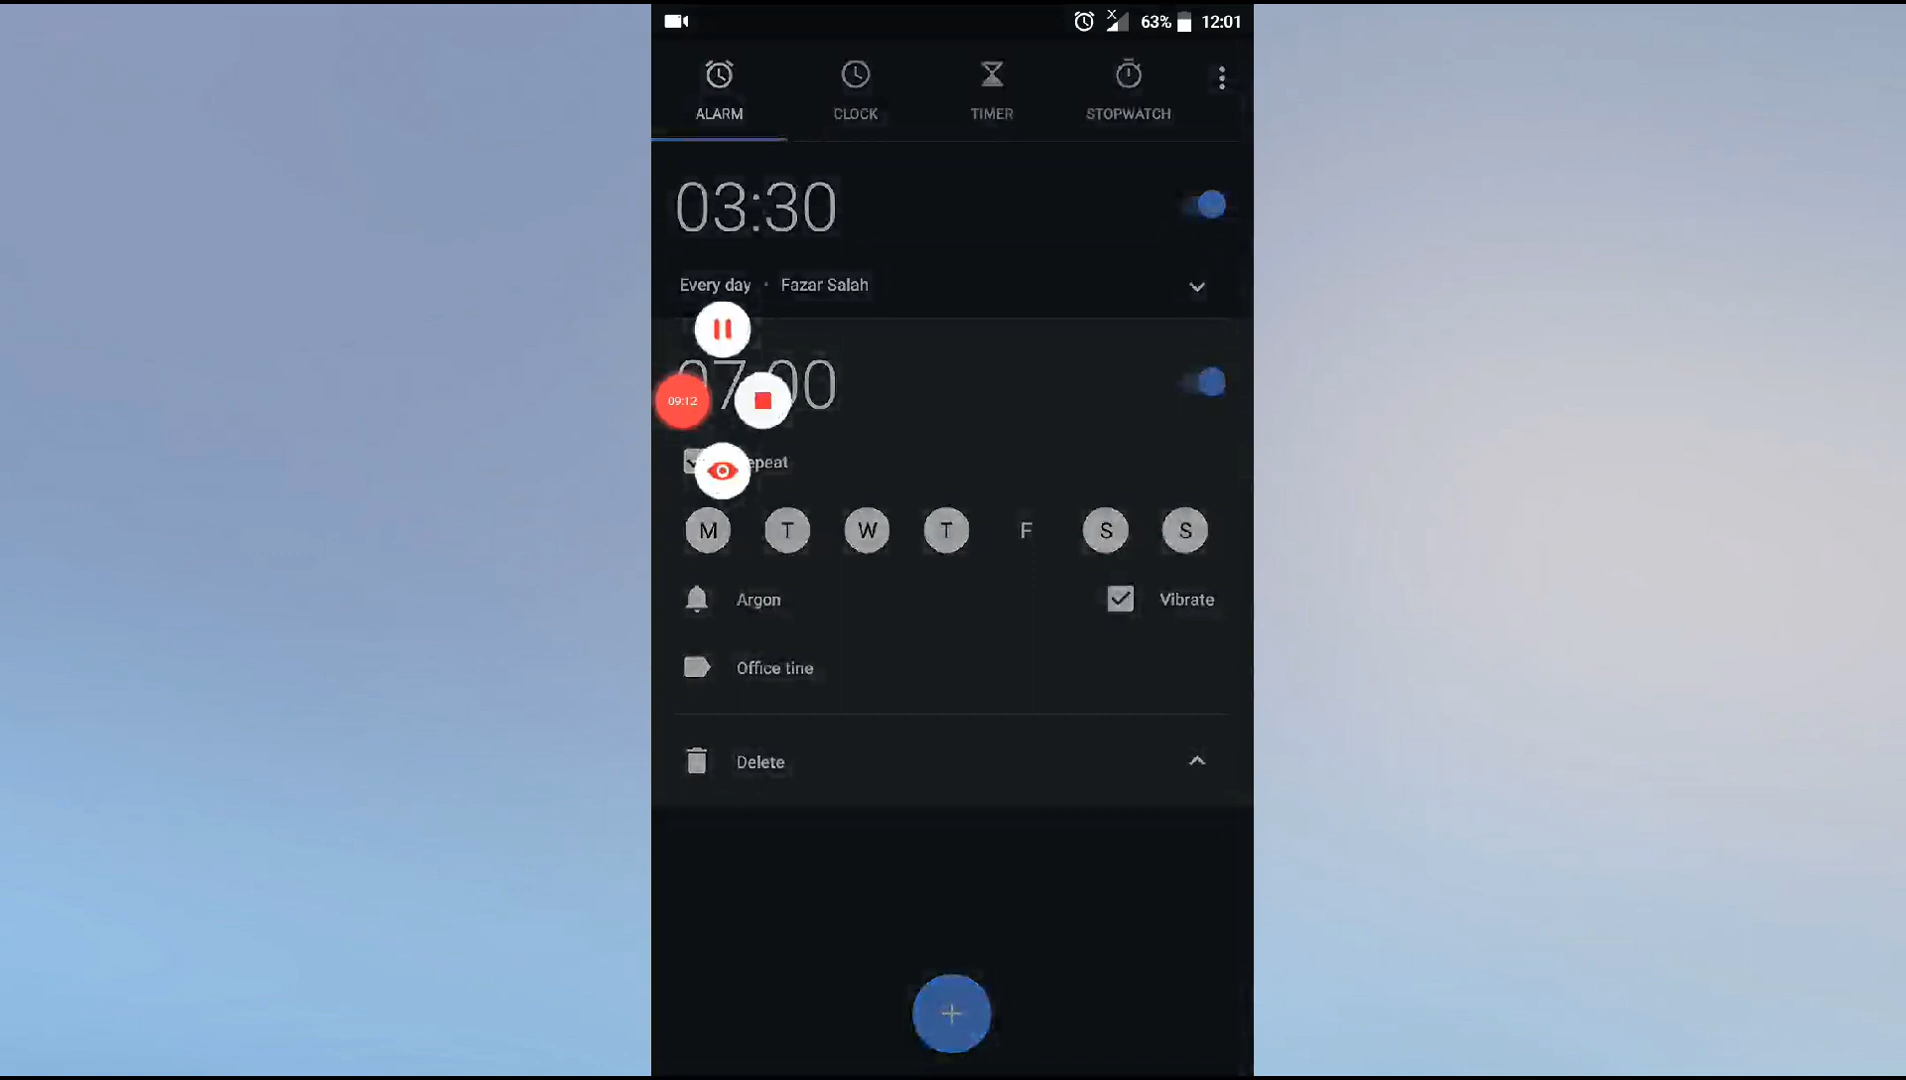 63% 12:01
ALARM CLOCK TIMER STOPWATCH
03:30
Every day • Fazar Salah
09:12
epeat
M T W T F S S
Argon Vibrate
Office tine
Delete